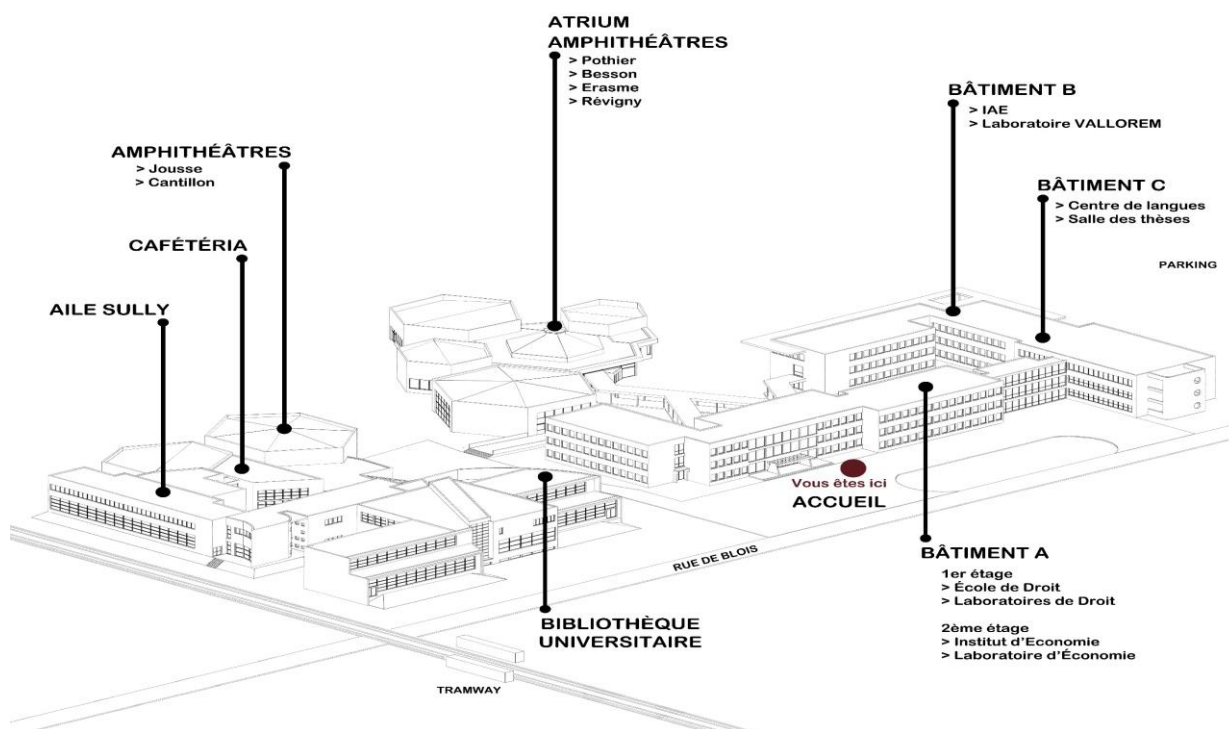 ATRIUM
AMPHITHÉÂTRES
> Pothier
> Besson
> Erasme
> Révigny
BÂTIMENT B
> IAE
> Laboratoire VALLOREM
AMPHITHÉÂTRES
> Jousse
> Cantillon
BÂTIMENT C
> Centre de langues
> Salle des thèses
CAFÉTÉRIA
PARKING
AILE SULLY
Vous êtes ici
ACCUEIL
RUE DE BLOIS
BÂTIMENT A
1er étage
> École de Droit
> Laboratoires de Droit
2ème étage
> Institut d'Economie
> Laboratoire d'Économie
BIBLIOTHÈQUE
UNIVERSITAIRE
TRAMWAY